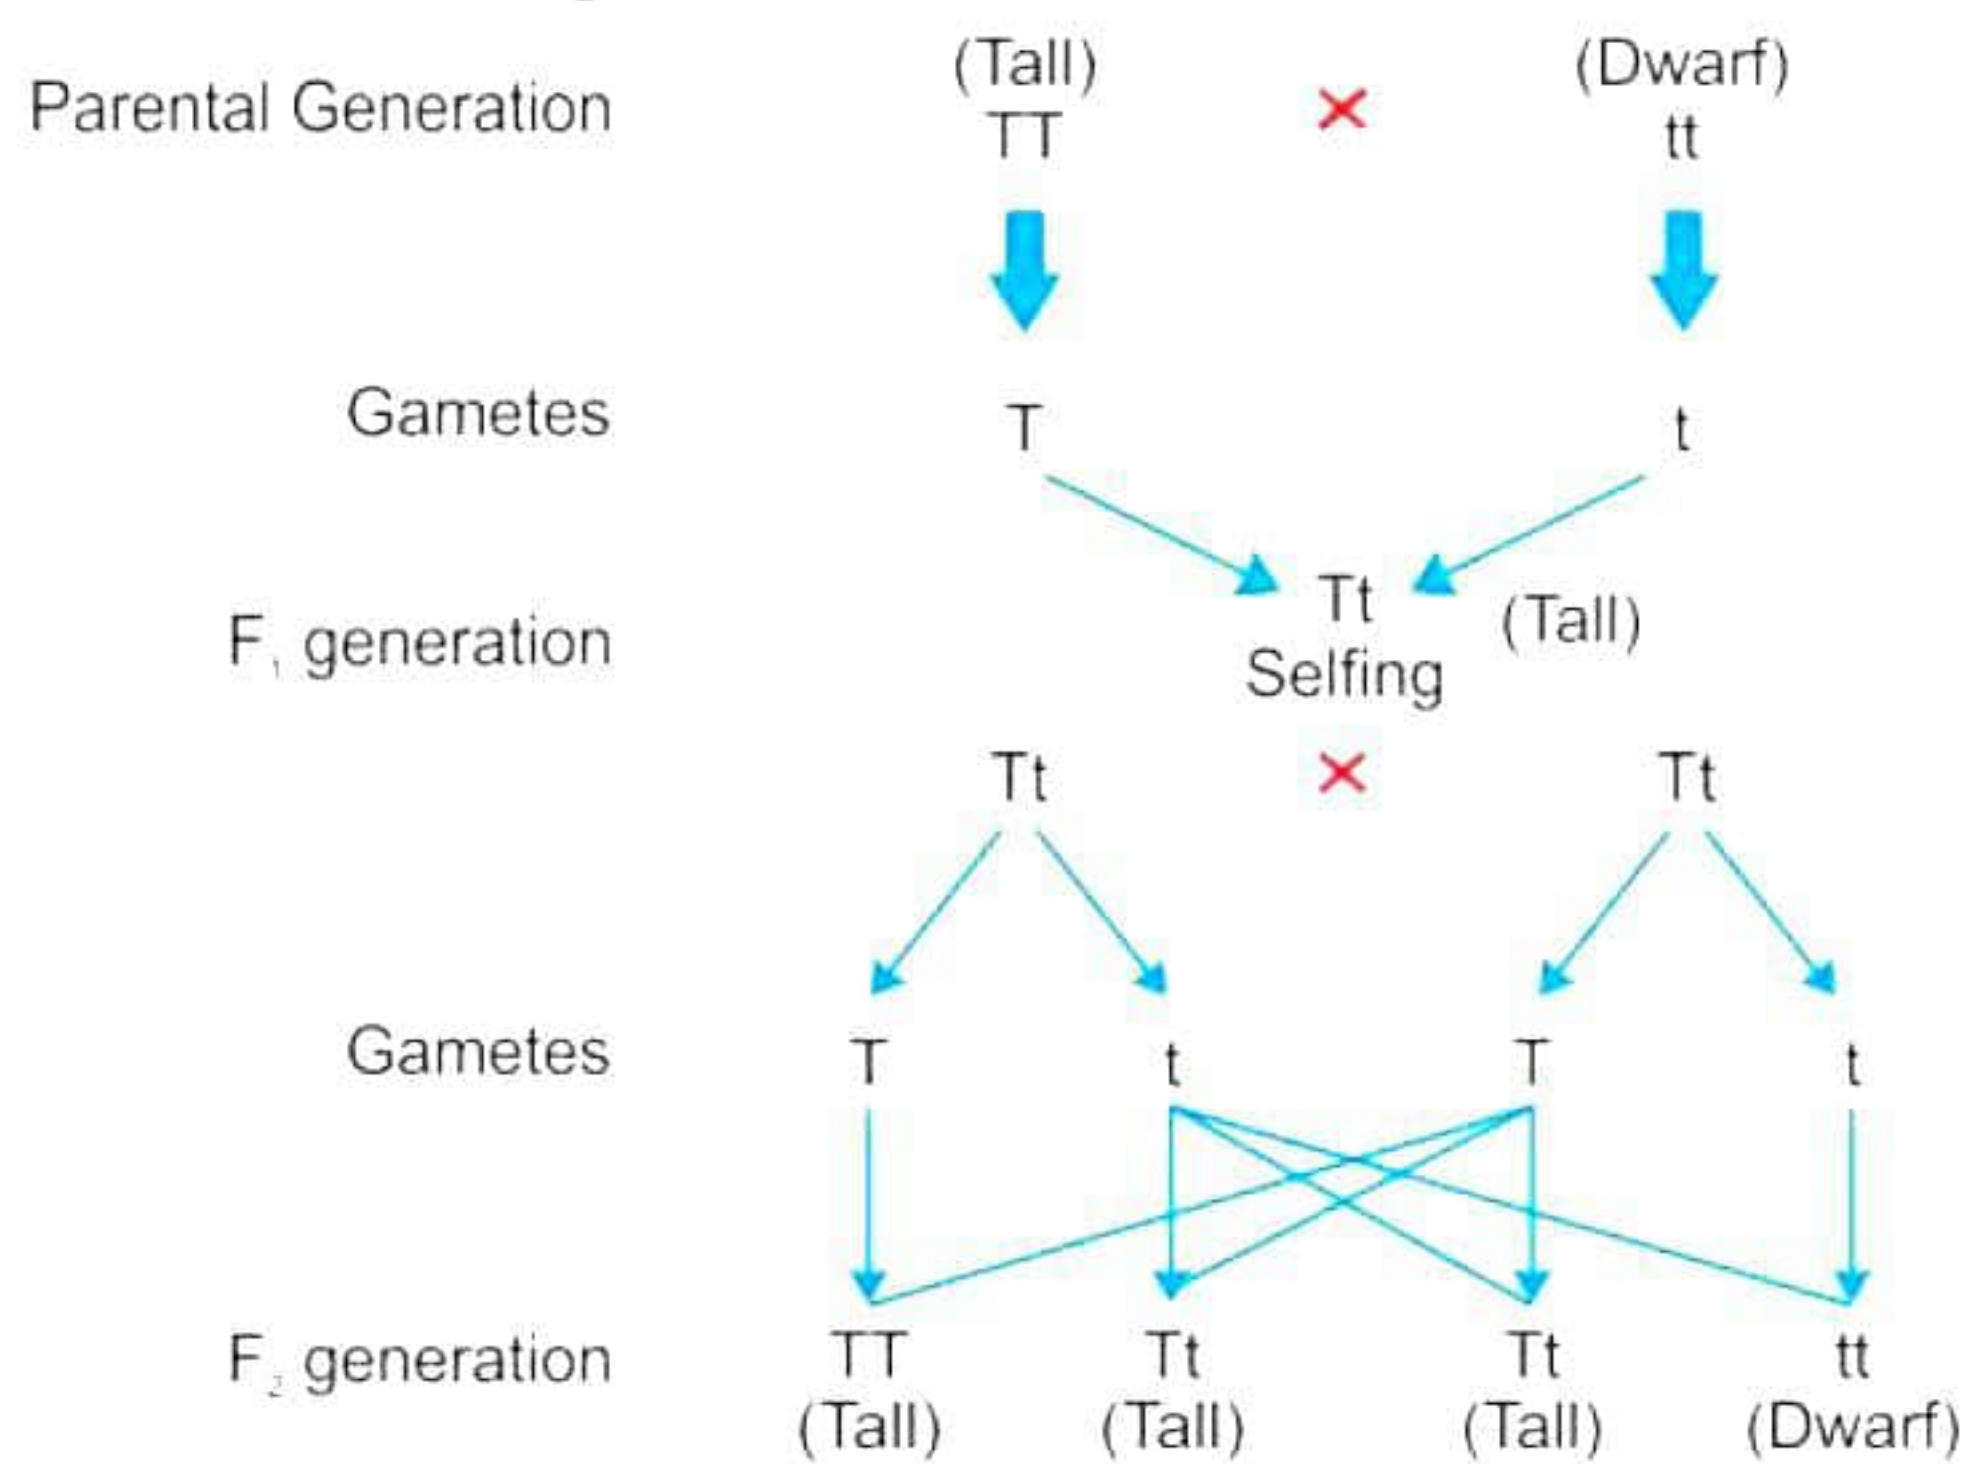 (Tall) (Dwarf)
Parental Generation TT × tt
Gametes T t
Tt
F₁ generation (Tall)
Selfing
Tt × Tt
Gametes T t T t
F₂ generation TT Tt Tt tt
(Tall) (Tall) (Tall) (Dwarf)